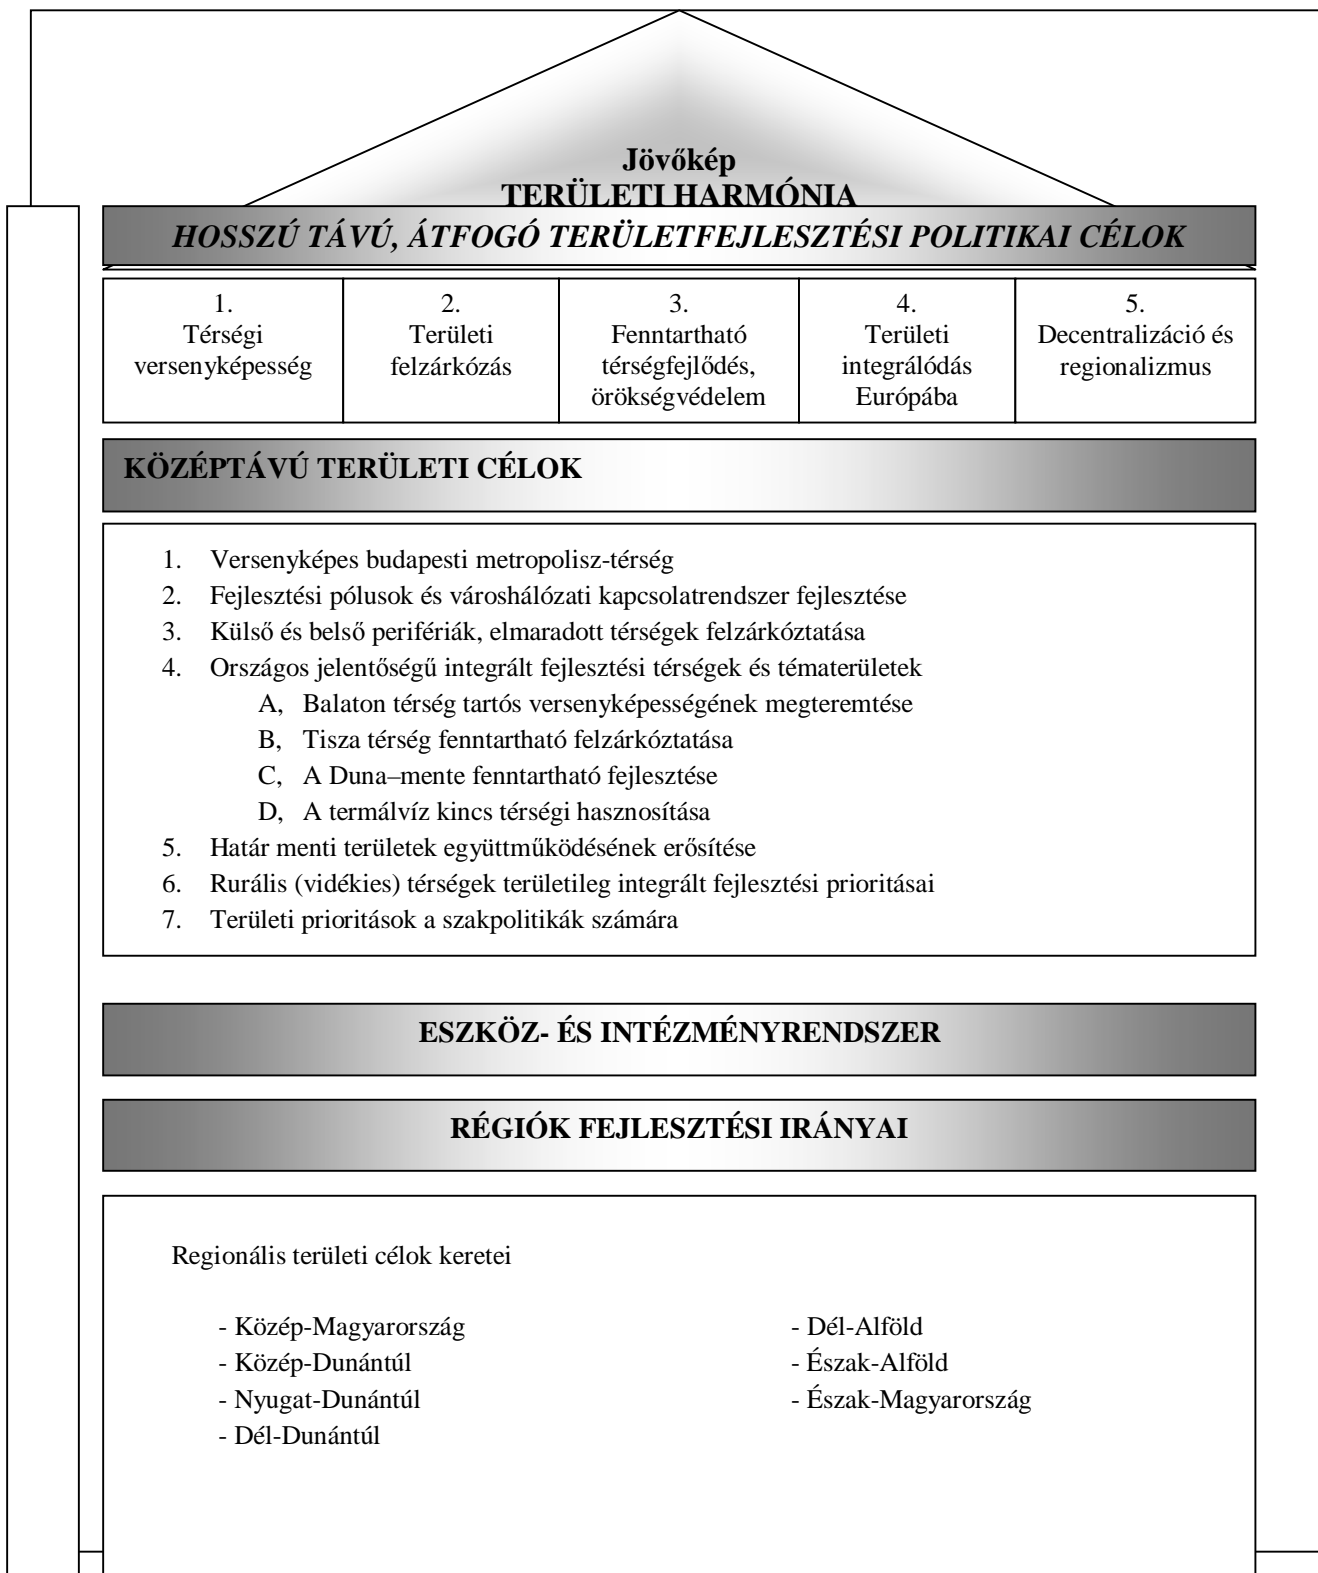 Jövőkép
TERÜLETI HARMÓNIA
HOSSZÚ TÁVÚ, ÁTFOGÓ TERÜLETFEJLESZTÉSI POLITIKAI CÉLOK
1.
Térségi
versenyképesség
2.
Területi
felzárkózás
3.
Fenntartható
térségfejlődés,
örökségvédelem
4.
Területi
integrálódás
Európába
5.
Decentralizáció és
regionalizmus
KÖZÉPTÁVÚ TERÜLETI CÉLOK
1. Versenyképes budapesti metropolisz-térség
2. Fejlesztési pólusok és városhálózati kapcsolatrendszer fejlesztése
3. Külső és belső perifériák, elmaradott térségek felzárkóztatása
4. Országos jelentőségű integrált fejlesztési térségek és tématerületek
A, Balaton térség tartós versenyképességének megteremtése
B, Tisza térség fenntartható felzárkóztatása
C, A Duna–mente fenntartható fejlesztése
D, A termálvíz kincs térségi hasznosítása
5. Határ menti területek együttműködésének erősítése
6. Rurális (vidékies) térségek területileg integrált fejlesztési prioritásai
7. Területi prioritások a szakpolitikák számára
ESZKÖZ- ÉS INTÉZMÉNYRENDSZER
RÉGIÓK FEJLESZTÉSI IRÁNYAI
Regionális területi célok keretei
- Közép-Magyarország
- Közép-Dunántúl
- Nyugat-Dunántúl
- Dél-Dunántúl
- Dél-Alföld
- Észak-Alföld
- Észak-Magyarország